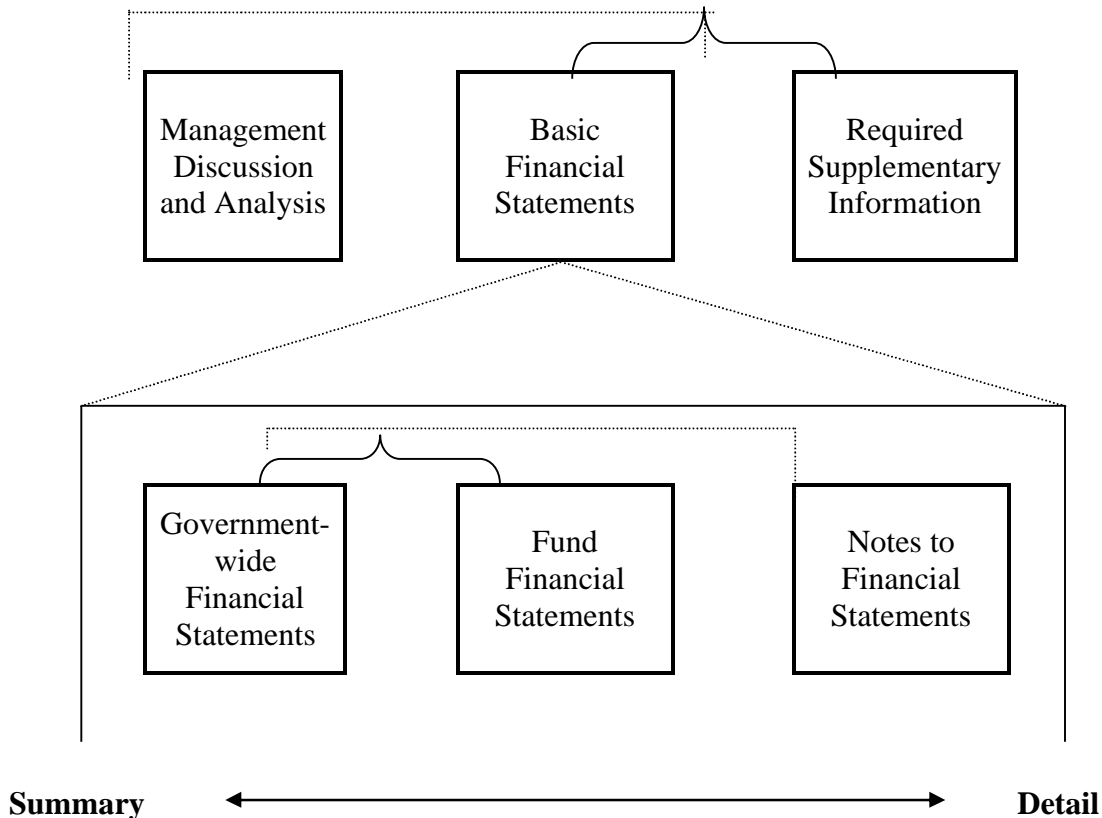 Management
Discussion
and Analysis
Basic
Financial
Statements
Required
Supplementary
Information
Government-
wide
Financial
Statements
Fund
Financial
Statements
Notes to
Financial
Statements
Summary
Detail